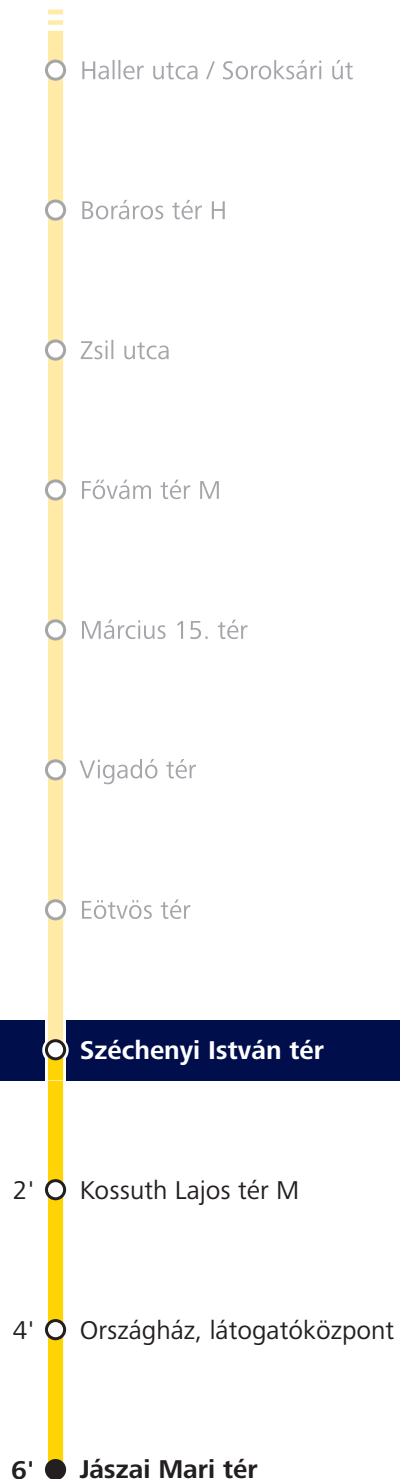 Haller utca / Soroksári út
Boráros tér H
Zsil utca
Fővám tér M
Március 15. tér
Vigadó tér
Eötvös tér
Széchenyi István tér
2' Kossuth Lajos tér M
4' Országház, látogatóközpont
6' Jászai Mari tér